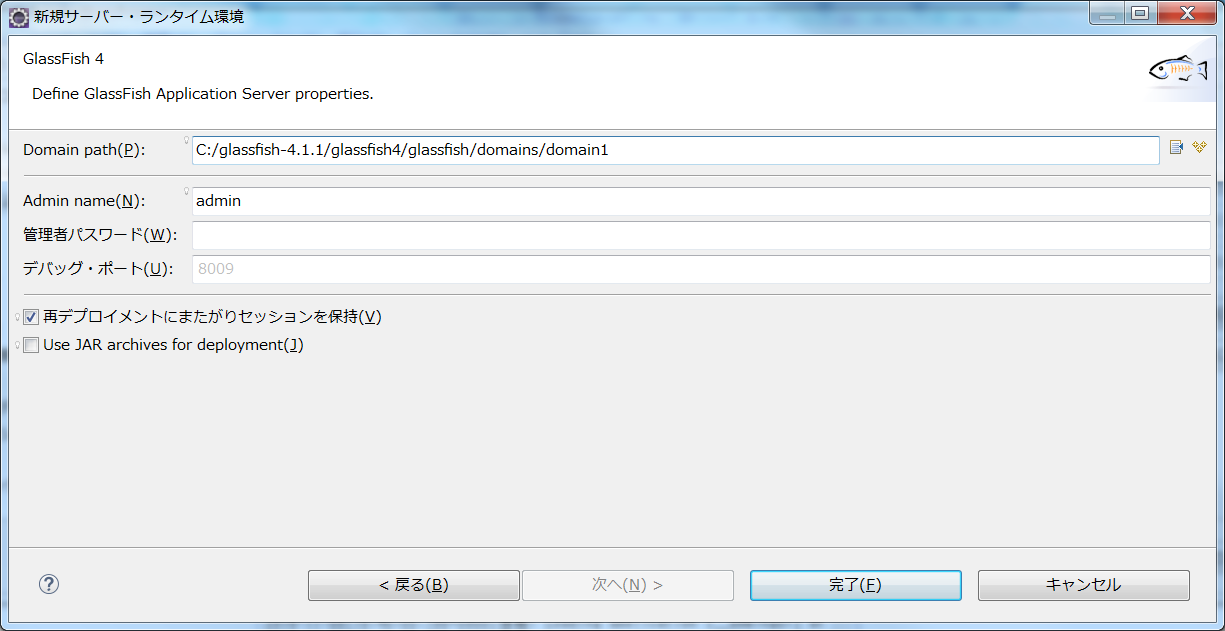 新規サーバー・ランタイム環境
GlassFish 4
Define GlassFish Application Server properties.
Domain path(P): C:/glassfish-4.1.1/glassfish4/glassfish/domains/domain1
Admin name(N): admin
管理者パスワード(W):
デバッグ・ポート(U): 8009
再デプロイメントにまたがりセッションを保持(V)
Use JAR archives for deployment(J)
< 戻る(B) 次へ(N) > 完了(F) キャンセル